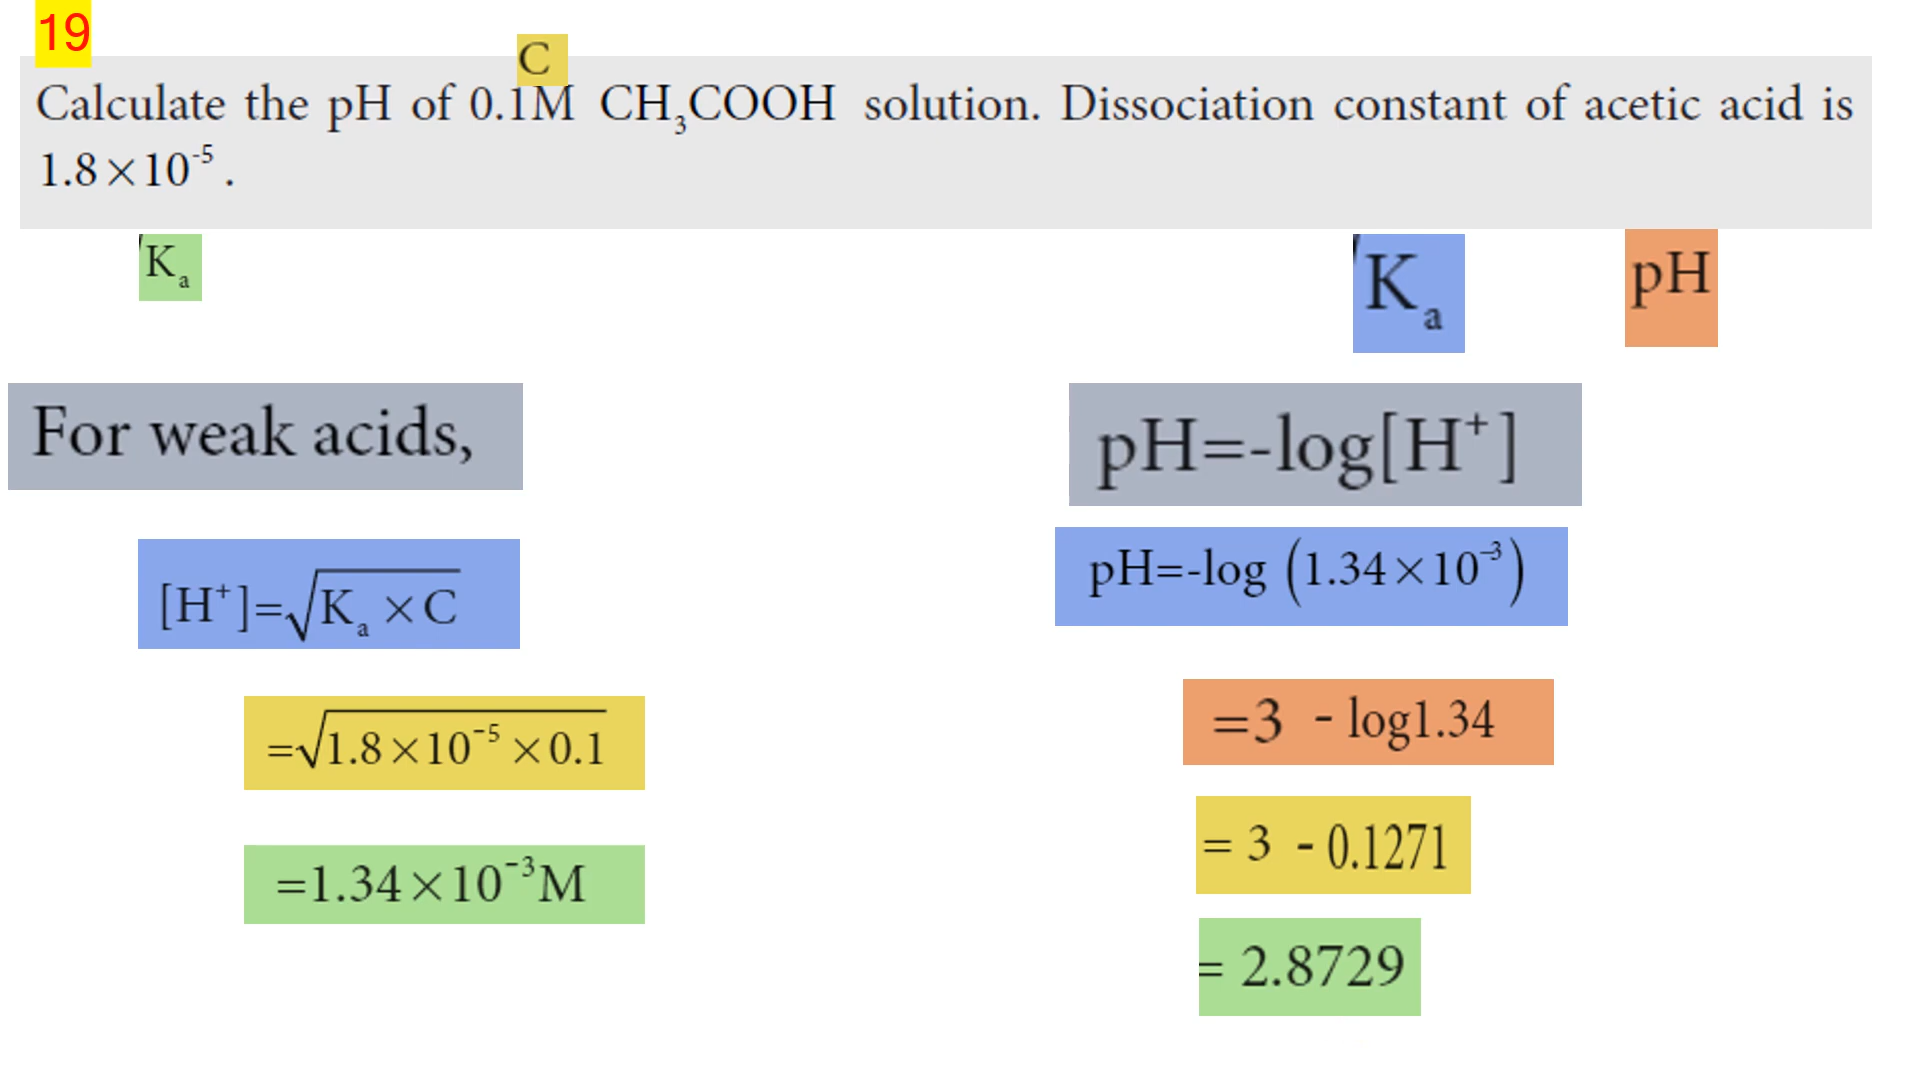 19
C
Calculate the pH of 0.1M CH₃COOH solution. Dissociation constant of acetic acid is
1.8×10⁻⁵ .
Kₐ
Kₐ
pH
For weak acids,
[H⁺]=√Kₐ ×C
=√1.8×10⁻⁵ ×0.1
=1.34×10⁻³M
pH=-log[H⁺]
pH=-log (1.34×10⁻³)
=3 - log1.34
= 3 - 0.1271
= 2.8729